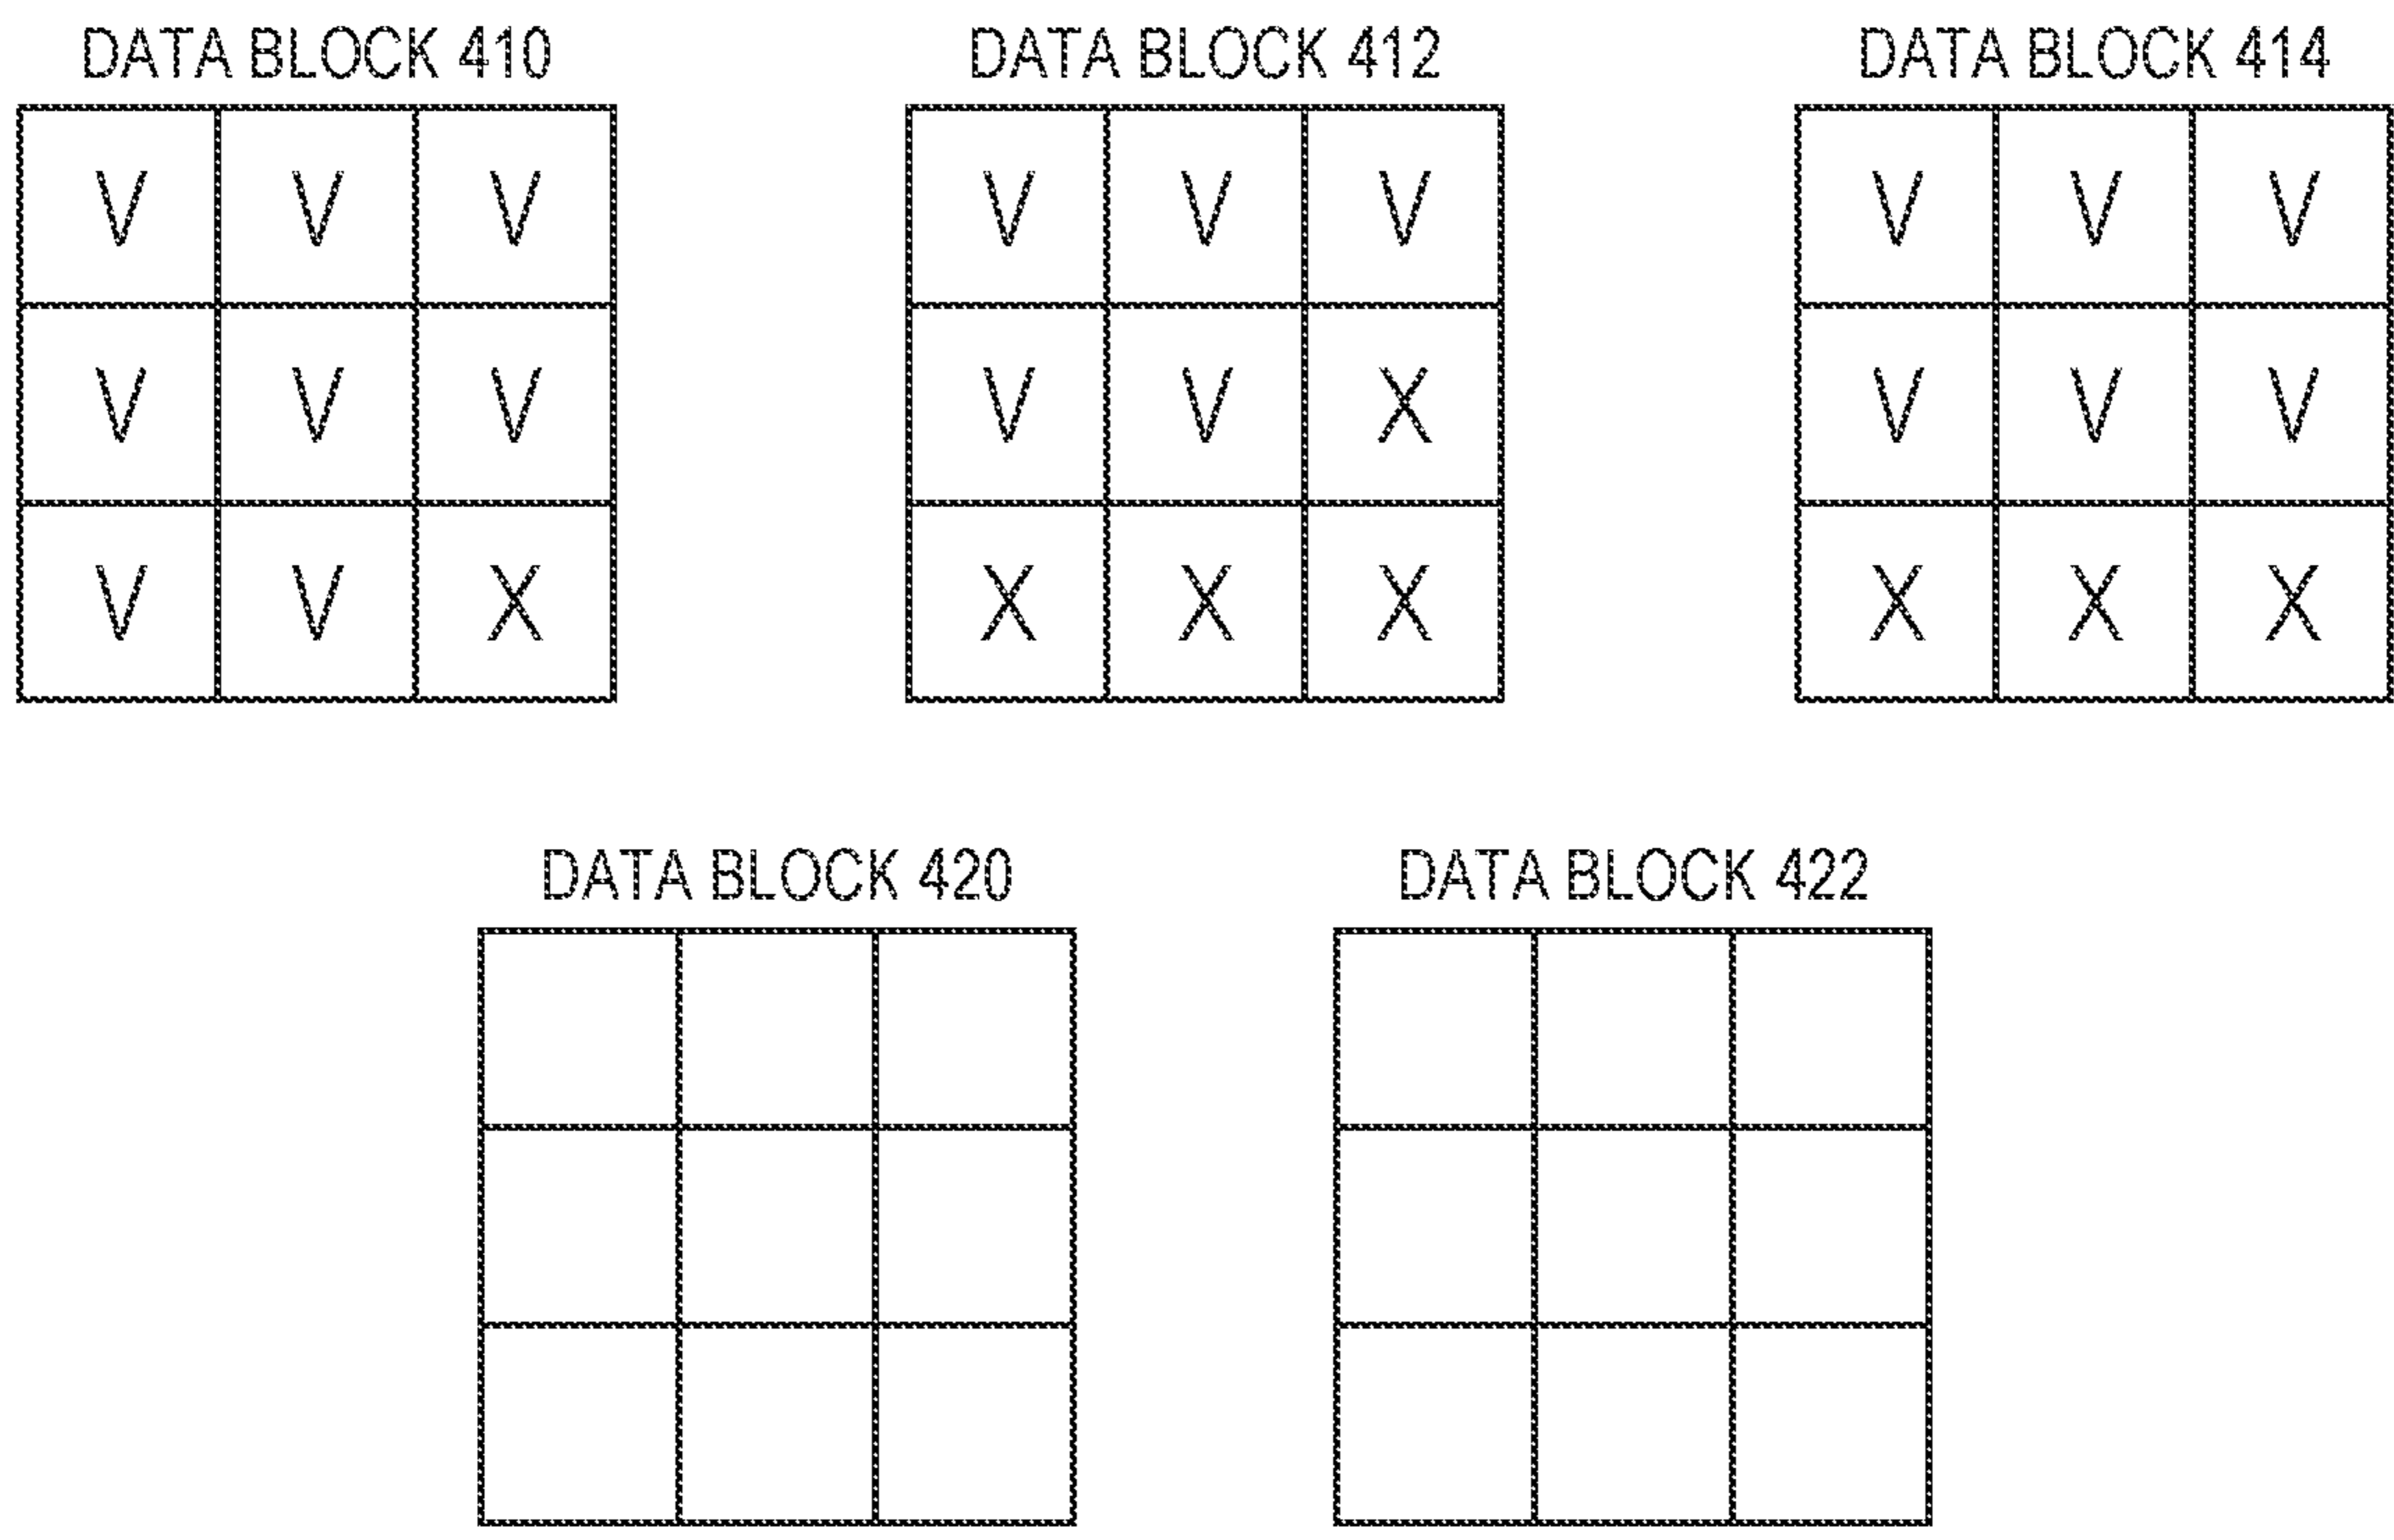 DATA BLOCK 410 DATA BLOCK 412 DATA BLOCK 414
V V V V V V V V V
V V V V V X V V V
V V X X X X X X X
DATA BLOCK 420 DATA BLOCK 422